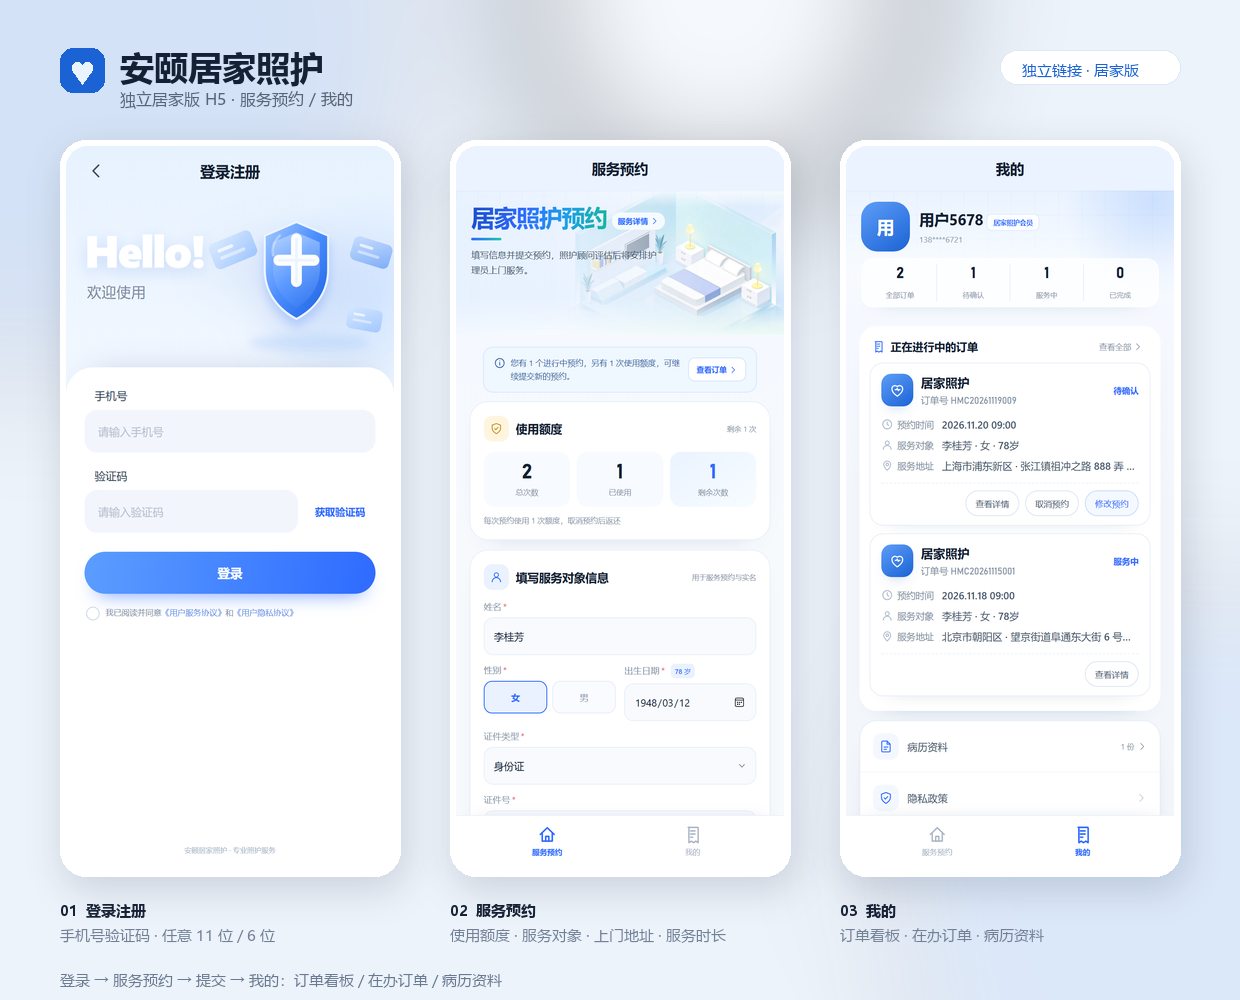 安颐居家照护
独立居家版 H5 · 服务预约 / 我的
独立链接 · 居家版
登录注册
Hello!
欢迎使用
手机号
请输入手机号
验证码
请输入验证码
获取验证码
登录
我已阅读并同意《用户服务协议》和《用户隐私协议》
安颐居家照护 · 专业照护服务
01 登录注册
手机号验证码 · 任意 11 位 / 6 位
服务预约
居家照护预约
服务详情
填写信息并提交预约，照护顾问评估后将安排护
理员上门服务。
您有 1 个进行中预约，另有 1 次使用额度，可继
续提交新的预约。
查看订单
使用额度
剩余 1 次
2
总次数
1
已使用
1
剩余次数
每次预约使用 1 次额度，取消预约后返还
填写服务对象信息
用于服务预约与实名
姓名 *
李桂芳
性别 *
女
男
出生日期 *
78 岁
1948/03/12
证件类型 *
身份证
证件号 *
服务预约
我的
02 服务预约
使用额度 · 服务对象 · 上门地址 · 服务时长
我的
用
用户5678
居家照护会员
138****6721
2
全部订单
1
待确认
1
服务中
0
已完成
正在进行中的订单
查看全部
居家照护
订单号 HMC20261119009
待确认
预约时间 2026.11.20 09:00
服务对象 李桂芳 · 女 · 78岁
服务地址 上海市浦东新区 · 张江镇祖冲之路 888 弄 ...
查看详情
取消预约
修改预约
居家照护
订单号 HMC20261115001
服务中
预约时间 2026.11.18 09:00
服务对象 李桂芳 · 女 · 78岁
服务地址 北京市朝阳区 · 望京街道阜通东大街 6 号...
查看详情
病历资料
1 份
隐私政策
服务预约
我的
03 我的
订单看板 · 在办订单 · 病历资料
登录 → 服务预约 → 提交 → 我的：订单看板 / 在办订单 / 病历资料